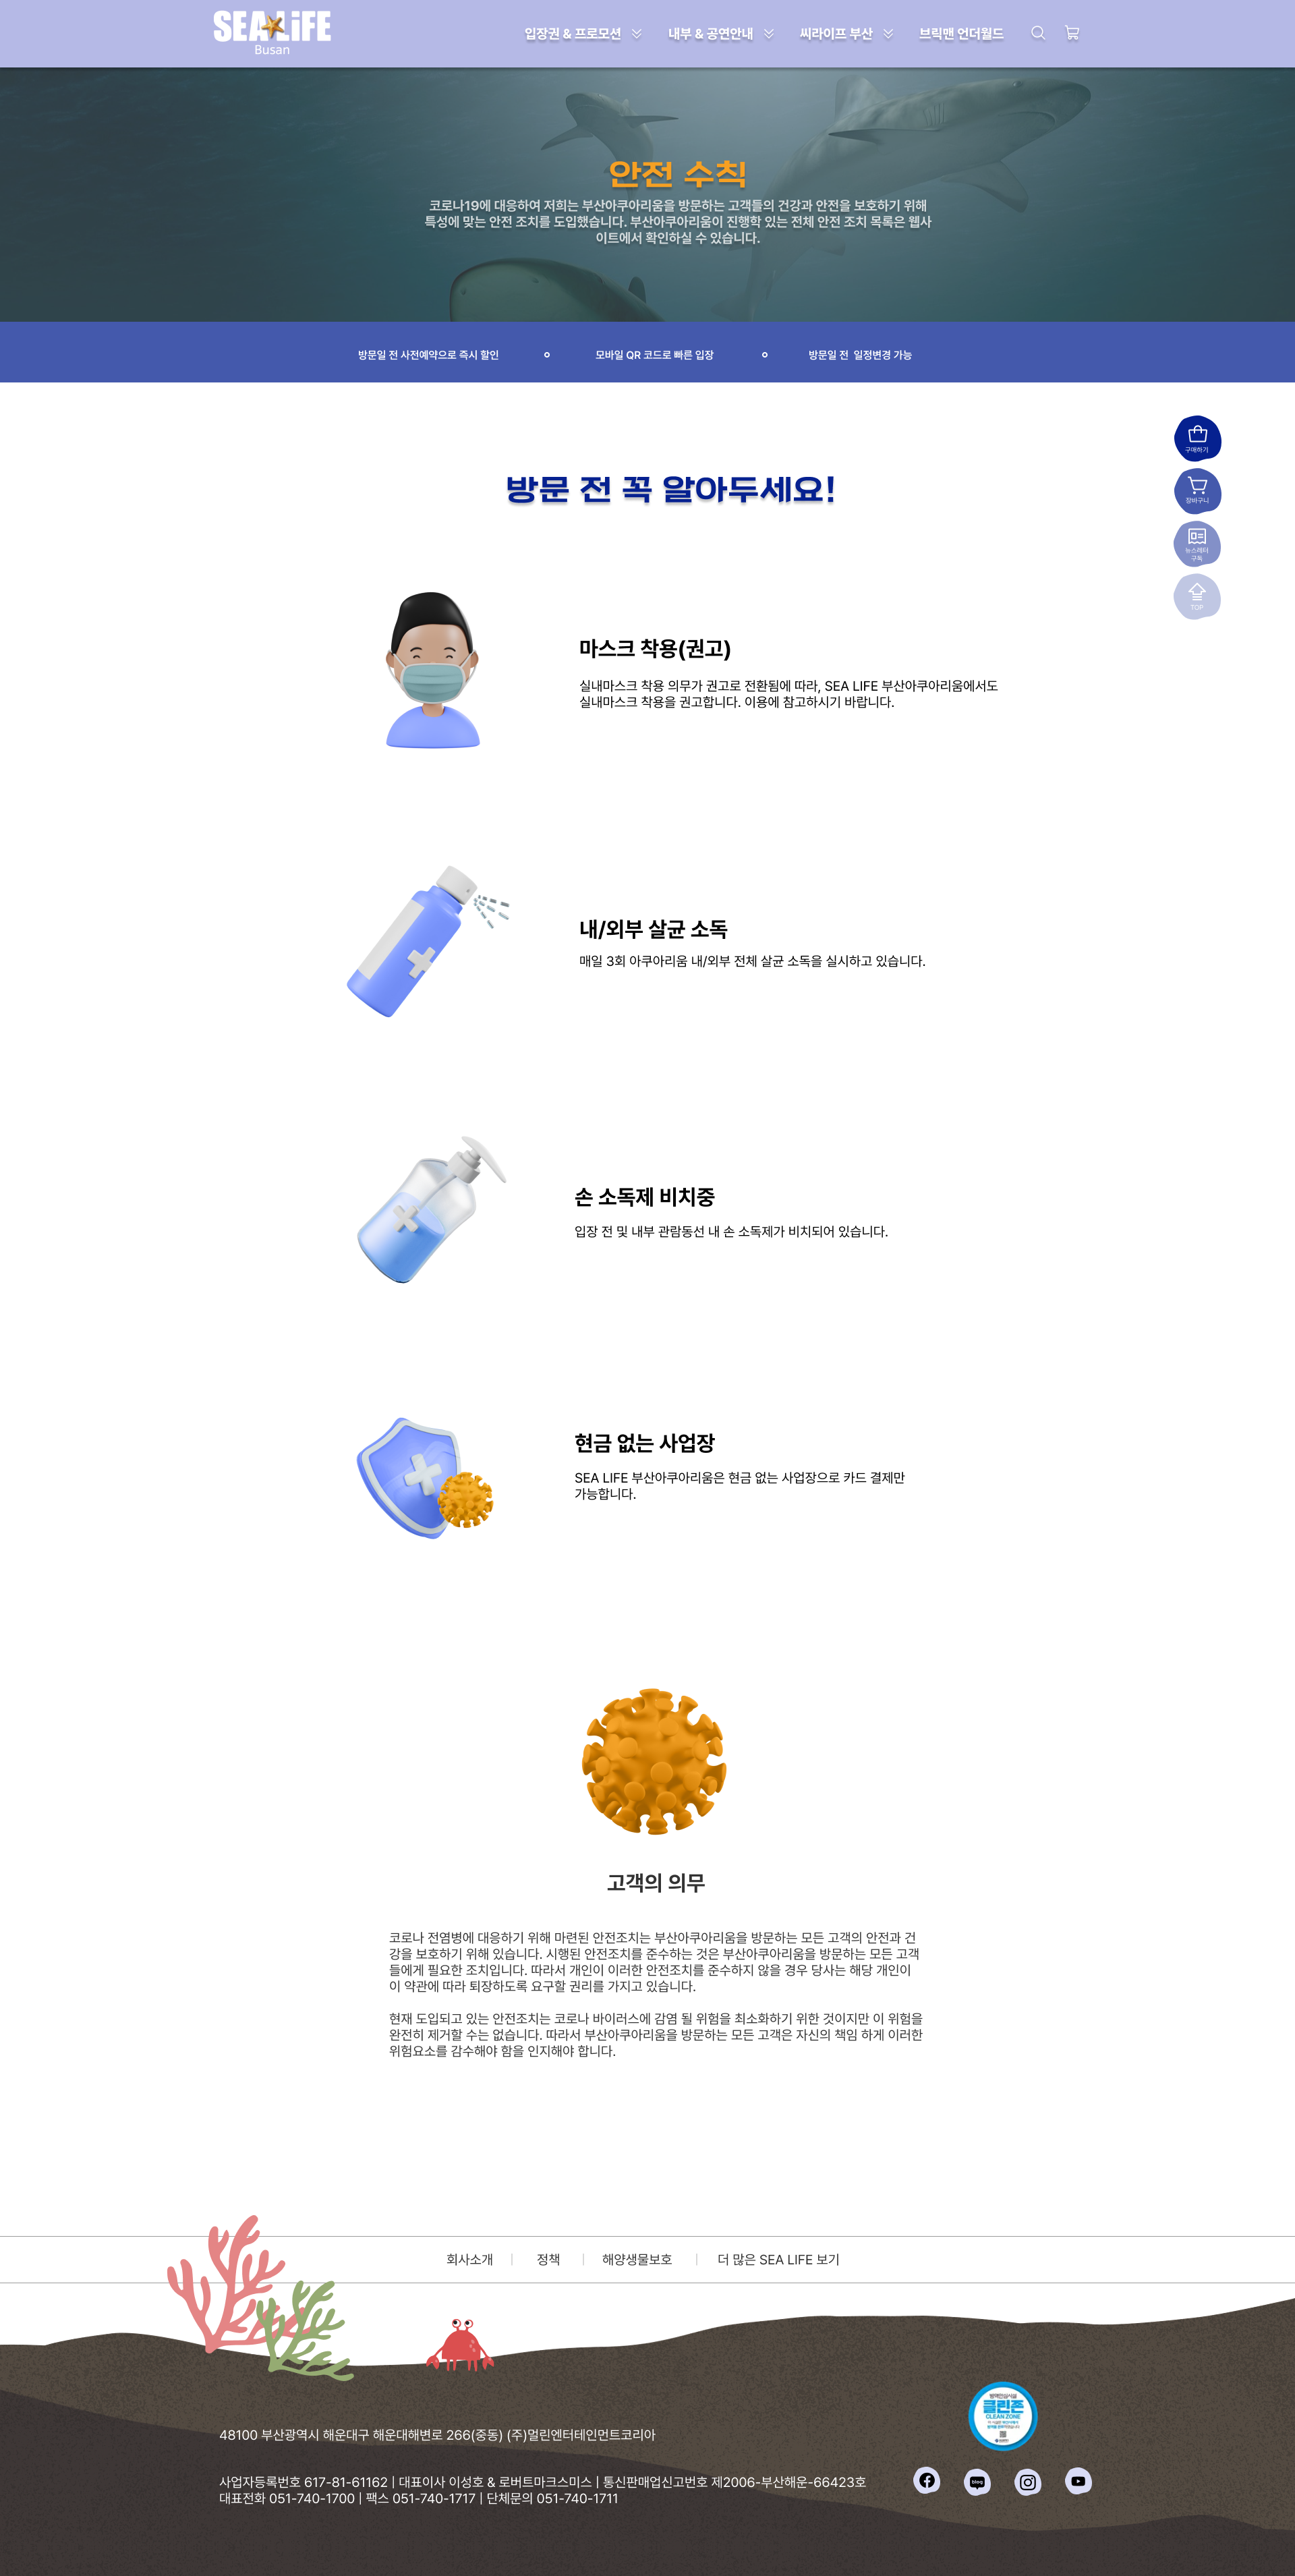 SEA LiFE
Busan
입장권 & 프로모션
내부 & 공연안내
씨라이프 부산
브릭맨 언더월드
안전 수칙
코로나19에 대응하여 저희는 부산아쿠아리움을 방문하는 고객들의 건강과 안전을 보호하기 위해
특성에 맞는 안전 조치를 도입했습니다. 부산아쿠아리움이 진행학 있는 전체 안전 조치 목록은 웹사
이트에서 확인하실 수 있습니다.
방문일 전 사전예약으로 즉시 할인
모바일 QR 코드로 빠른 입장
방문일 전 일정변경 가능
구매하기
장바구니
뉴스레터
구독
TOP
방문 전 꼭 알아두세요!
마스크 착용(권고)
실내마스크 착용 의무가 권고로 전환됨에 따라, SEA LIFE 부산아쿠아리움에서도
실내마스크 착용을 권고합니다. 이용에 참고하시기 바랍니다.
내/외부 살균 소독
매일 3회 아쿠아리움 내/외부 전체 살균 소독을 실시하고 있습니다.
손 소독제 비치중
입장 전 및 내부 관람동선 내 손 소독제가 비치되어 있습니다.
현금 없는 사업장
SEA LIFE 부산아쿠아리움은 현금 없는 사업장으로 카드 결제만
가능합니다.
고객의 의무
코로나 전염병에 대응하기 위해 마련된 안전조치는 부산아쿠아리움을 방문하는 모든 고객의 안전과 건
강을 보호하기 위해 있습니다. 시행된 안전조치를 준수하는 것은 부산아쿠아리움을 방문하는 모든 고객
들에게 필요한 조치입니다. 따라서 개인이 이러한 안전조치를 준수하지 않을 경우 당사는 해당 개인이
이 약관에 따라 퇴장하도록 요구할 권리를 가지고 있습니다.
현재 도입되고 있는 안전조치는 코로나 바이러스에 감염 될 위험을 최소화하기 위한 것이지만 이 위험을
완전히 제거할 수는 없습니다. 따라서 부산아쿠아리움을 방문하는 모든 고객은 자신의 책임 하게 이러한
위험요소를 감수해야 함을 인지해야 합니다.
회사소개 | 정책 | 해양생물보호 | 더 많은 SEA LIFE 보기
클린존
CLEAN ZONE
48100 부산광역시 해운대구 해운대해변로 266(중동) (주)멀린엔터테인먼트코리아
사업자등록번호 617-81-61162 | 대표이사 이성호 & 로버트마크스미스 | 통신판매업신고번호 제2006-부산해운-66423호
대표전화 051-740-1700 | 팩스 051-740-1717 | 단체문의 051-740-1711
blog